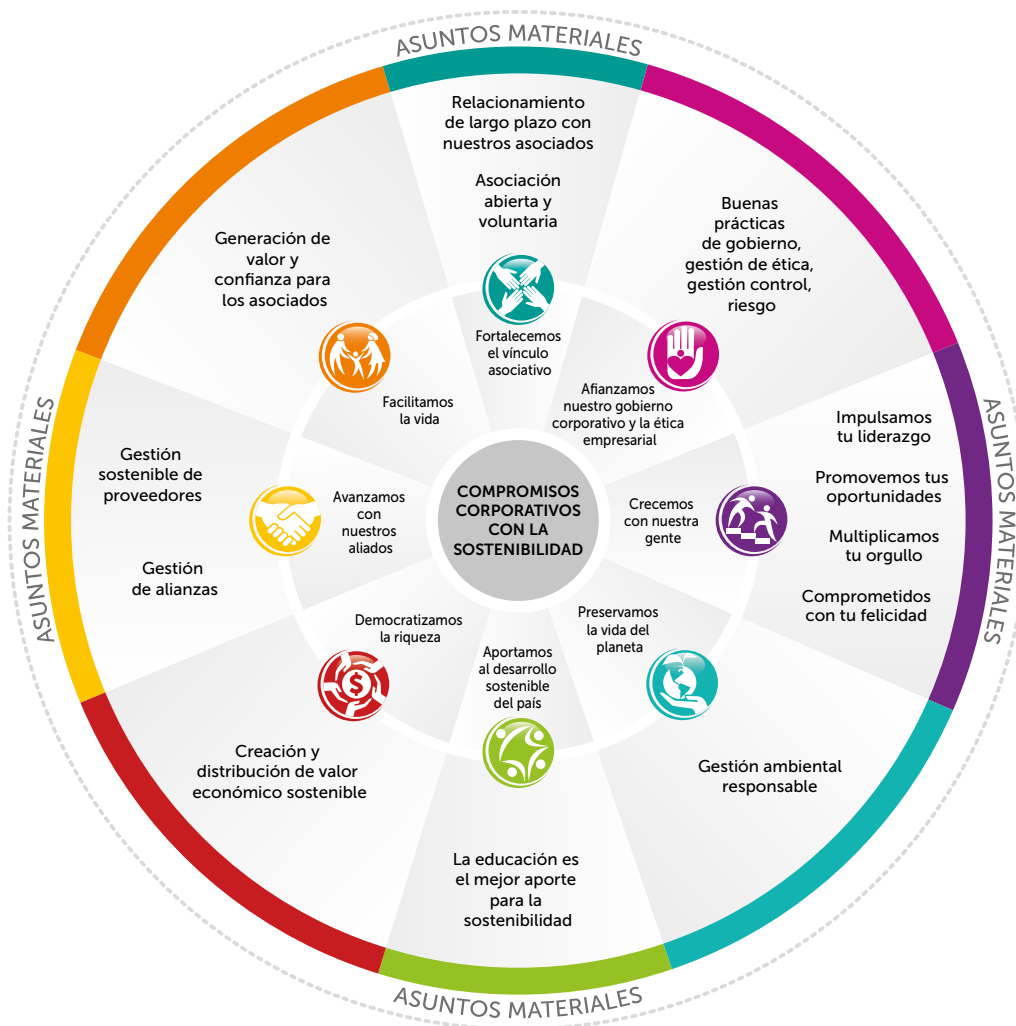 ASUNTOS MATERIALES
Relacionamiento
de largo plazo con
nuestros asociados
Asociación
abierta y
voluntaria
Fortalecemos
el vínculo
asociativo
Buenas
prácticas
de gobierno,
gestión de ética,
gestión control,
riesgo
Afianzamos
nuestro gobierno
corporativo y la ética
empresarial
ASUNTOS MATERIALES
Impulsamos
tu liderazgo
Promovemos tus
oportunidades
Multiplicamos
tu orgullo
Comprometidos
con tu felicidad
Crecemos
con nuestra
gente
Preservamos
la vida del
planeta
Gestión ambiental
responsable
Aportamos
al desarrollo
sostenible
del país
La educación es
el mejor aporte
para la
sostenibilidad
ASUNTOS MATERIALES
Democratizamos
la riqueza
$
Creación y
distribución de valor
económico sostenible
Avanzamos
con
nuestros
aliados
Gestión
sostenible de
proveedores
Gestión
de alianzas
ASUNTOS MATERIALES
Generación de
valor y
confianza para
los asociados
Facilitamos
la vida
COMPROMISOS
CORPORATIVOS
CON LA
SOSTENIBILIDAD